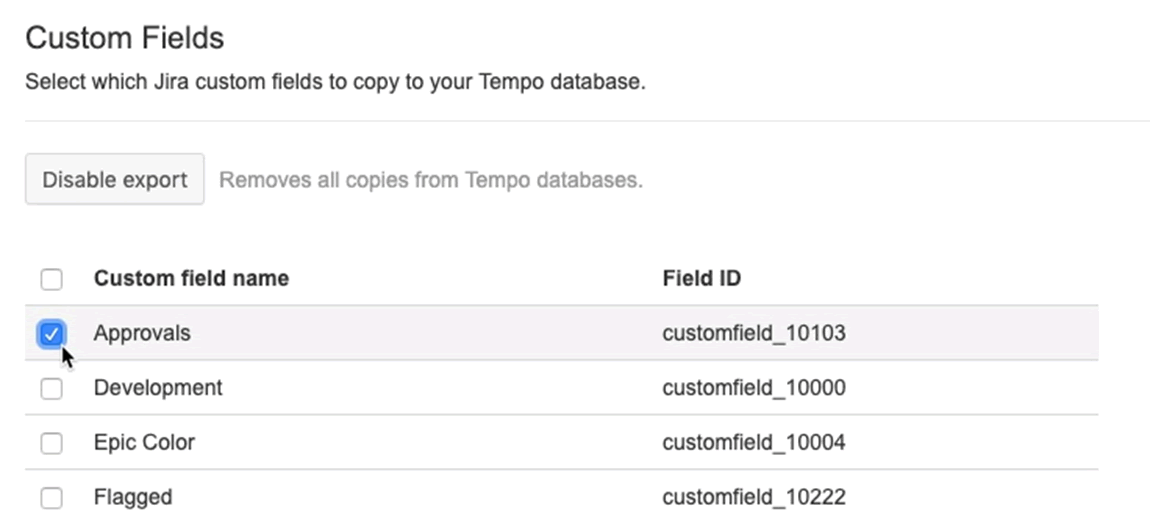 Custom Fields
Select which Jira custom fields to copy to your Tempo database.
Disable export Removes all copies from Tempo databases.
Custom field name Field ID
Approvals customfield_10103
Development customfield_10000
Epic Color customfield_10004
Flagged customfield_10222